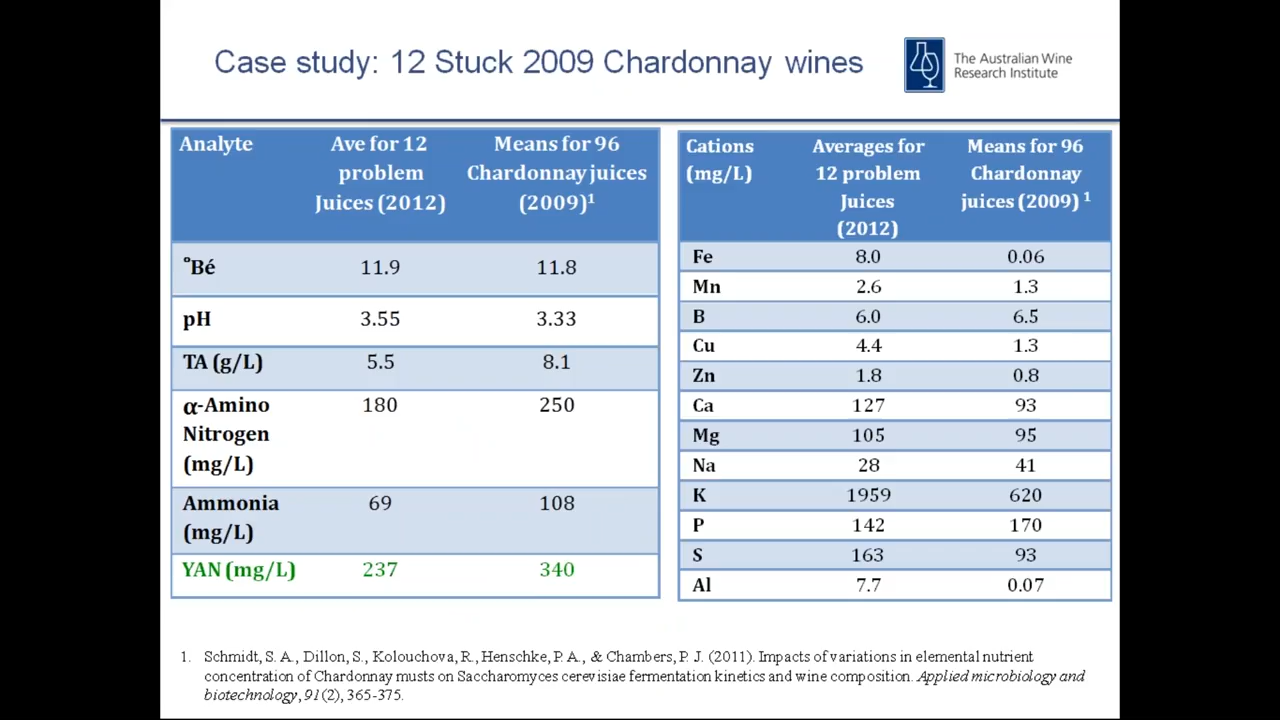 Case study: 12 Stuck 2009 Chardonnay wines
The Australian Wine
Research Institute
Analyte Ave for 12 problem Juices (2012) Means for 96 Chardonnay juices (2009)¹
°Bé 11.9 11.8
pH 3.55 3.33
TA (g/L) 5.5 8.1
α-Amino Nitrogen (mg/L) 180 250
Ammonia (mg/L) 69 108
YAN (mg/L) 237 340
Cations (mg/L) Averages for 12 problem Juices (2012) Means for 96 Chardonnay juices (2009) ¹
Fe 8.0 0.06
Mn 2.6 1.3
B 6.0 6.5
Cu 4.4 1.3
Zn 1.8 0.8
Ca 127 93
Mg 105 95
Na 28 41
K 1959 620
P 142 170
S 163 93
Al 7.7 0.07
1. Schmidt, S. A., Dillon, S., Kolouchova, R., Henschke, P. A., & Chambers, P. J. (2011). Impacts of variations in elemental nutrient
concentration of Chardonnay musts on Saccharomyces cerevisiae fermentation kinetics and wine composition. Applied microbiology and
biotechnology, 91(2), 365-375.